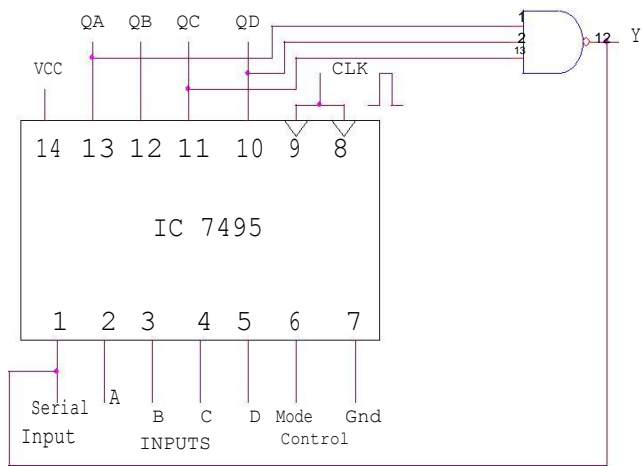 QA QB QC QD
1
2
13
12 Y
VCC CLK
14 13 12 11 10 9 8
IC 7495
1 2 3 4 5 6 7
Serial Input
A
B C D
INPUTS
Mode Control
Gnd